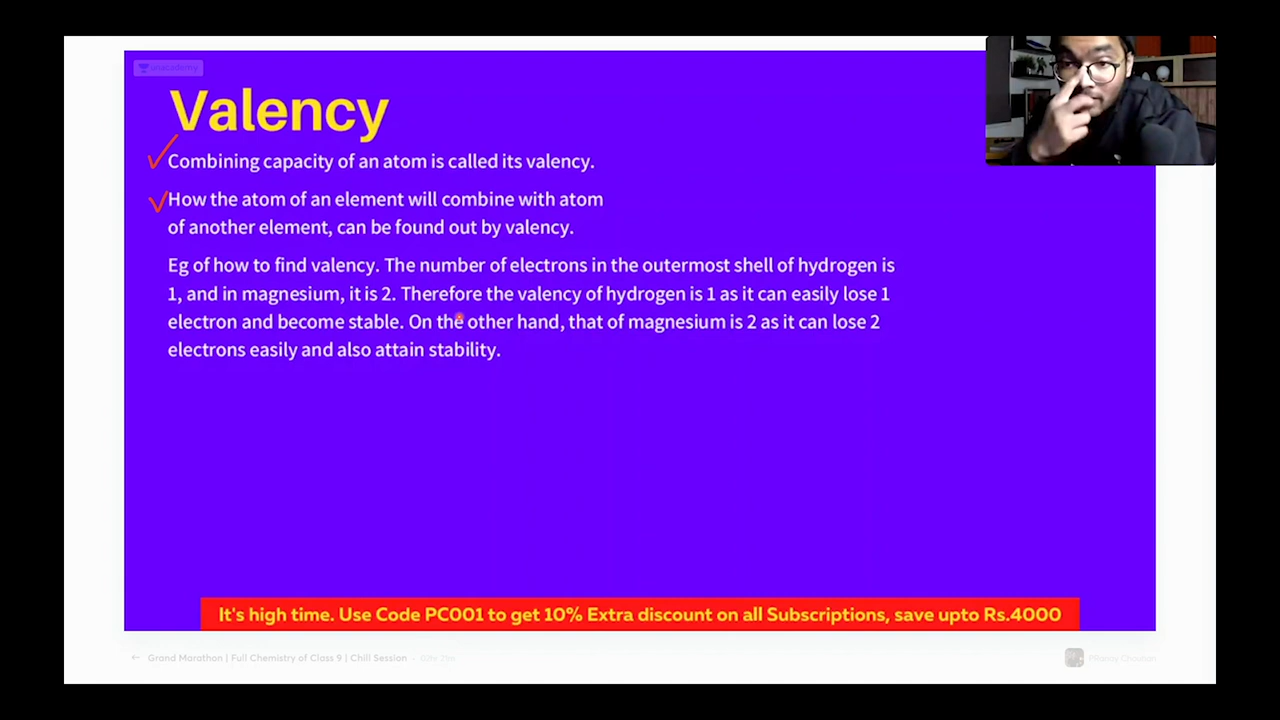 unacademy
Valency
Combining capacity of an atom is called its valency.
How the atom of an element will combine with atom
of another element, can be found out by valency.
Eg of how to find valency. The number of electrons in the outermost shell of hydrogen is
1, and in magnesium, it is 2. Therefore the valency of hydrogen is 1 as it can easily lose 1
electron and become stable. On the other hand, that of magnesium is 2 as it can lose 2
electrons easily and also attain stability.
It's high time. Use Code PC001 to get 10% Extra discount on all Subscriptions, save upto Rs.4000
Grand Marathon | Full Chemistry of Class 9 | Chill Session